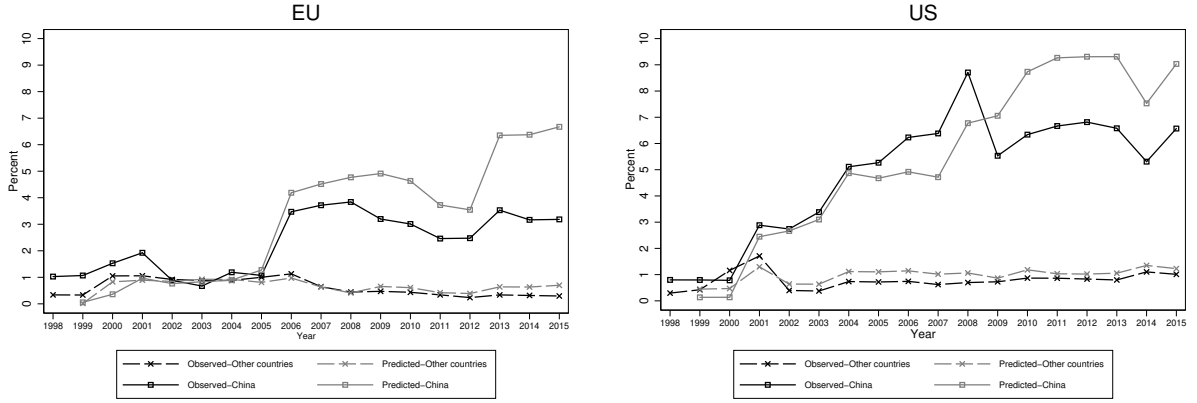 EU
US
Percent
10
9
8
7
6
5
4
3
2
1
0
1998 1999 2000 2001 2002 2003 2004 2005 2006 2007 2008 2009 2010 2011 2012 2013 2014 2015
Year
Observed−Other countries Predicted−Other countries
Observed−China Predicted−China
Percent
10
9
8
7
6
5
4
3
2
1
0
1998 1999 2000 2001 2002 2003 2004 2005 2006 2007 2008 2009 2010 2011 2012 2013 2014 2015
Year
Observed−Other countries Predicted−Other countries
Observed−China Predicted−China